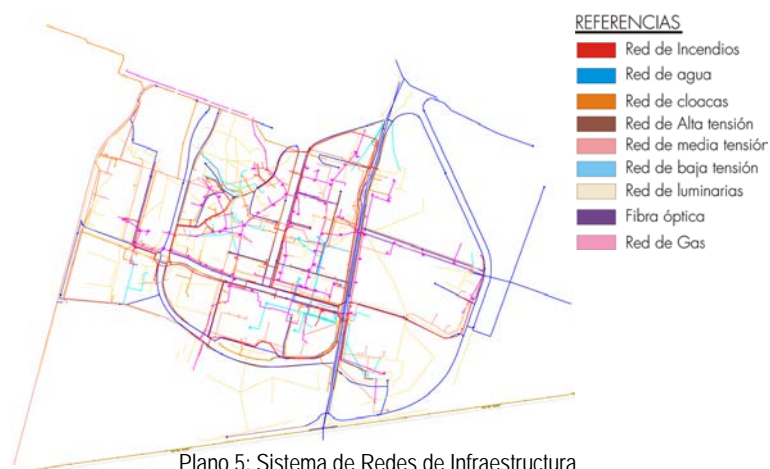 REFERENCIAS
Red de Incendios
Red de agua
Red de cloacas
Red de Alta tensión
Red de media tensión
Red de baja tensión
Red de luminarias
Fibra óptica
Red de Gas
Plano 5: Sistema de Redes de Infraestructura